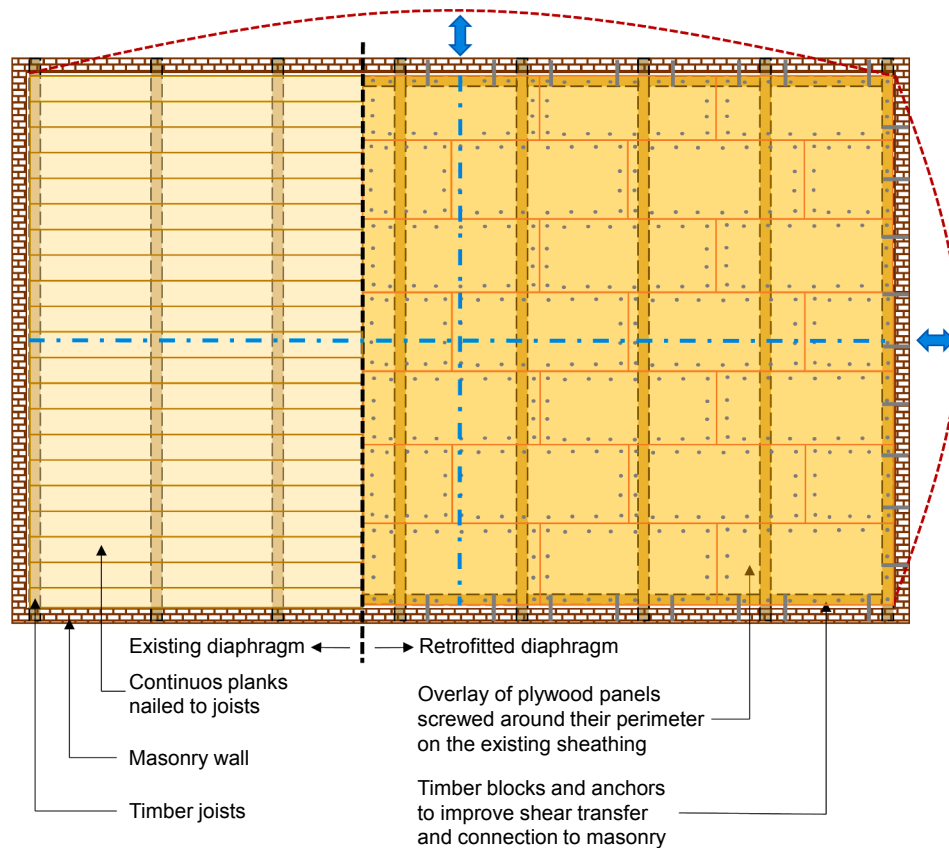 Existing diaphragm
Retrofitted diaphragm
Continuos planks
nailed to joists
Masonry wall
Timber joists
Overlay of plywood panels
screwed around their perimeter
on the existing sheathing
Timber blocks and anchors
to improve shear transfer
and connection to masonry